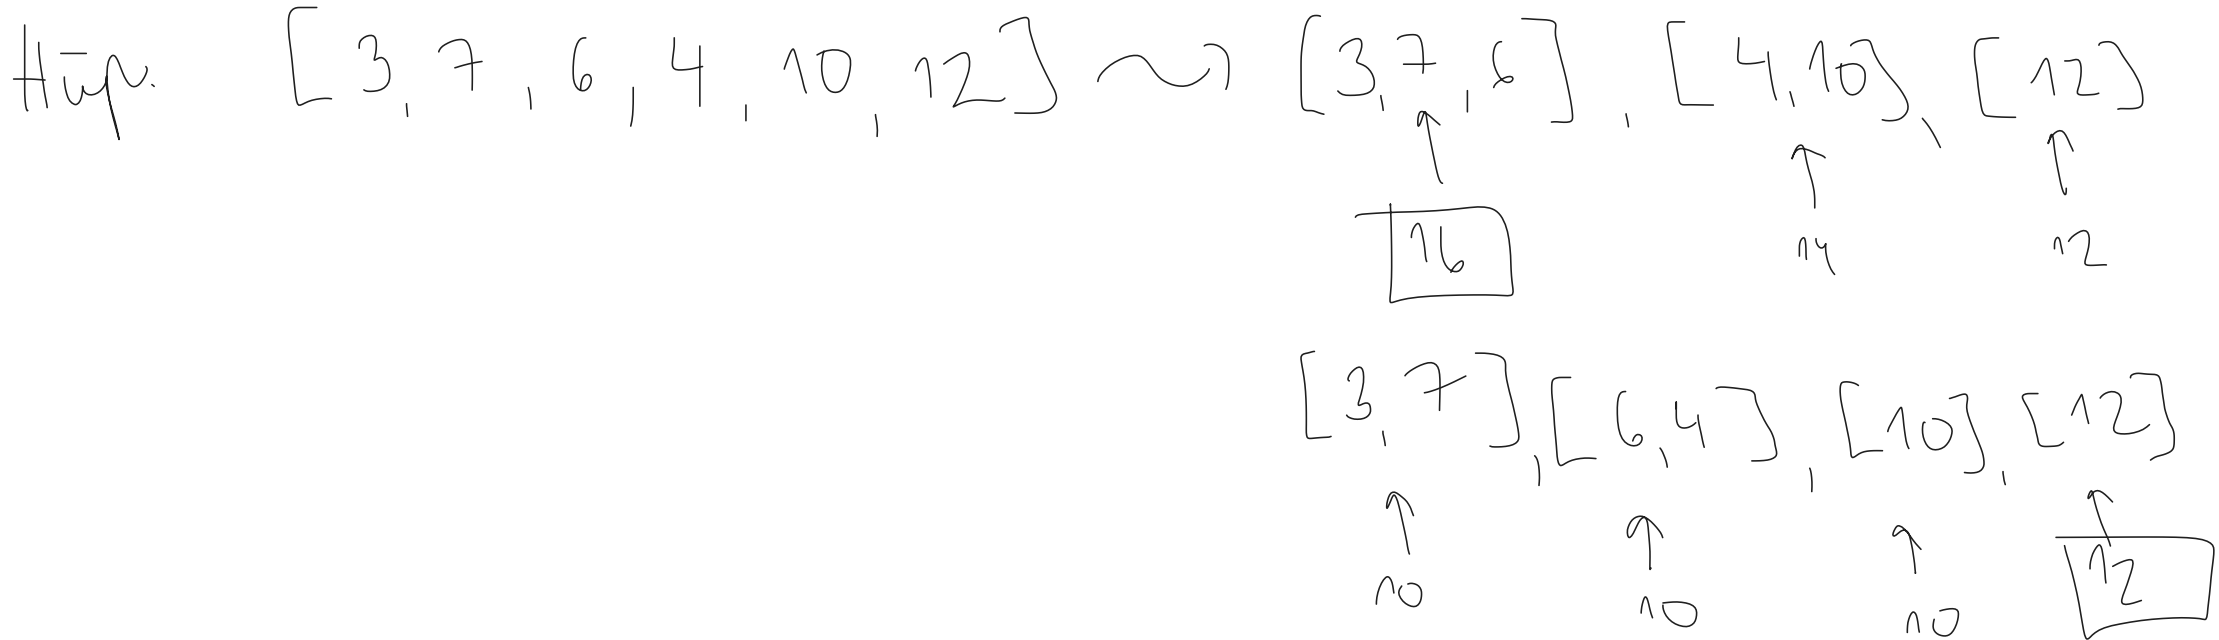 [3, 7, 6, 4, 10, 12] ⤳ [3, 7, 6], [4, 10], [12]
16 14 12
[3, 7], [6, 4], [10], [12]
10 10 10 12